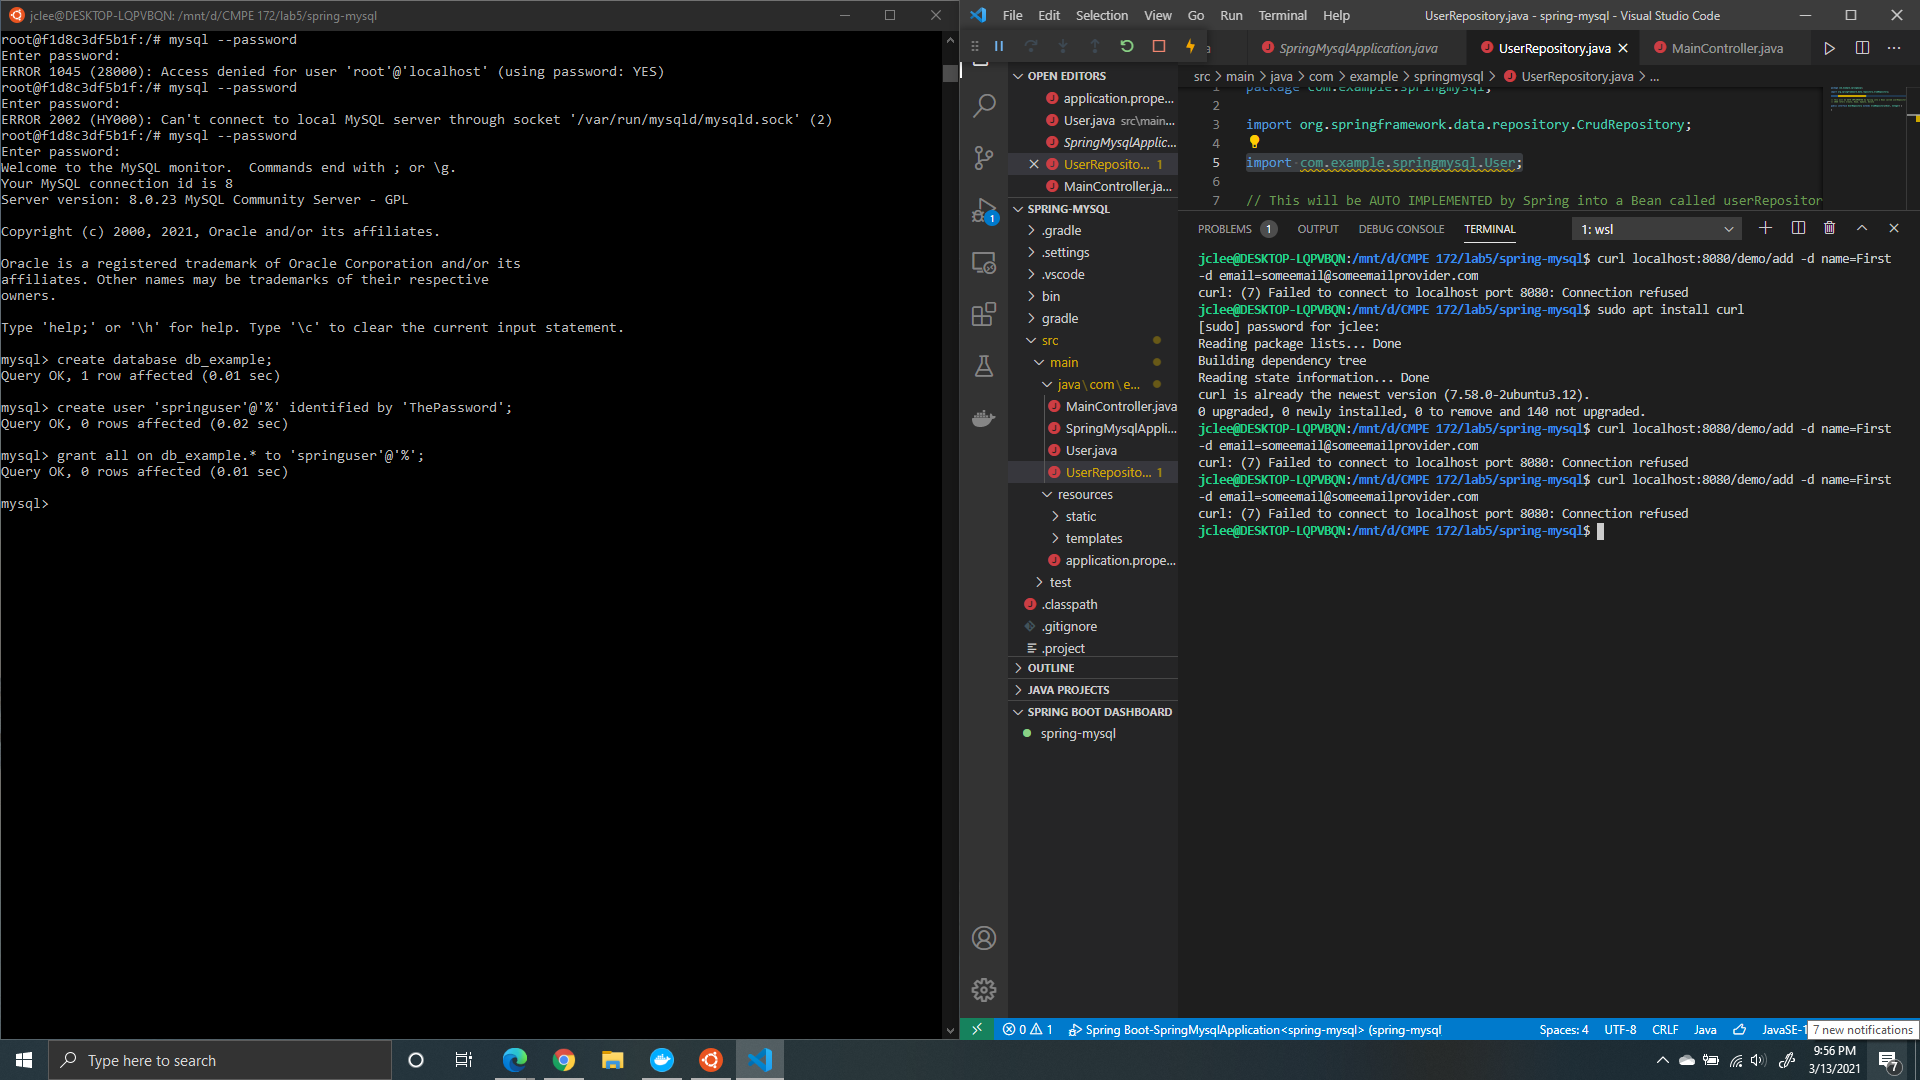 jclee@DESKTOP-LQPVBQN: /mnt/d/CMPE 172/lab5/spring-mysql
root@f1d8c3df5b1f:/# mysql --password
Enter password:
ERROR 1045 (28000): Access denied for user 'root'@'localhost' (using password: YES)
root@f1d8c3df5b1f:/# mysql --password
Enter password:
ERROR 2002 (HY000): Can't connect to local MySQL server through socket '/var/run/mysqld/mysqld.sock' (2)
root@f1d8c3df5b1f:/# mysql --password
Enter password:
Welcome to the MySQL monitor.  Commands end with ; or \g.
Your MySQL connection id is 8
Server version: 8.0.23 MySQL Community Server - GPL
Copyright (c) 2000, 2021, Oracle and/or its affiliates.
Oracle is a registered trademark of Oracle Corporation and/or its
affiliates. Other names may be trademarks of their respective
owners.
Type 'help;' or '\h' for help. Type '\c' to clear the current input statement.
mysql> create database db_example;
Query OK, 1 row affected (0.01 sec)
mysql> create user 'springuser'@'%' identified by 'ThePassword';
Query OK, 0 rows affected (0.02 sec)
mysql> grant all on db_example.* to 'springuser'@'%';
Query OK, 0 rows affected (0.01 sec)
mysql>
File Edit Selection View Go Run Terminal Help
UserRepository.java - spring-mysql - Visual Studio Code
SpringMysqlApplication.java
UserRepository.java
MainController.java
OPEN EDITORS
application.prope...
User.java src\main...
SpringMysqlApplic...
UserReposito... 1
MainController.ja...
SPRING-MYSQL
.gradle
.settings
.vscode
bin
gradle
src
main
java\com\e...
MainController.java
SpringMysqlAppli...
User.java
UserReposito... 1
resources
static
templates
application.prope...
test
.classpath
.gitignore
.project
OUTLINE
JAVA PROJECTS
SPRING BOOT DASHBOARD
spring-mysql
1
src > main > java > com > example > springmysql > UserRepository.java > ...
1 package com.example.springmysql;
2
3 import org.springframework.data.repository.CrudRepository;
4
5 import com.example.springmysql.User;
6
7 // This will be AUTO IMPLEMENTED by Spring into a Bean called userRepositor
PROBLEMS 1 OUTPUT DEBUG CONSOLE TERMINAL
1: wsl
jclee@DESKTOP-LQPVBQN:/mnt/d/CMPE 172/lab5/spring-mysql$ curl localhost:8080/demo/add -d name=First
-d email=someemail@someemailprovider.com
curl: (7) Failed to connect to localhost port 8080: Connection refused
jclee@DESKTOP-LQPVBQN:/mnt/d/CMPE 172/lab5/spring-mysql$ sudo apt install curl
[sudo] password for jclee:
Reading package lists... Done
Building dependency tree
Reading state information... Done
curl is already the newest version (7.58.0-2ubuntu3.12).
0 upgraded, 0 newly installed, 0 to remove and 140 not upgraded.
jclee@DESKTOP-LQPVBQN:/mnt/d/CMPE 172/lab5/spring-mysql$ curl localhost:8080/demo/add -d name=First
-d email=someemail@someemailprovider.com
curl: (7) Failed to connect to localhost port 8080: Connection refused
jclee@DESKTOP-LQPVBQN:/mnt/d/CMPE 172/lab5/spring-mysql$ curl localhost:8080/demo/add -d name=First
-d email=someemail@someemailprovider.com
curl: (7) Failed to connect to localhost port 8080: Connection refused
jclee@DESKTOP-LQPVBQN:/mnt/d/CMPE 172/lab5/spring-mysql$
0 1 Spring Boot-SpringMysqlApplication<spring-mysql> (spring-mysql
Spaces: 4 UTF-8 CRLF Java JavaSE-1
7 new notifications
Type here to search
9:56 PM
3/13/2021
7